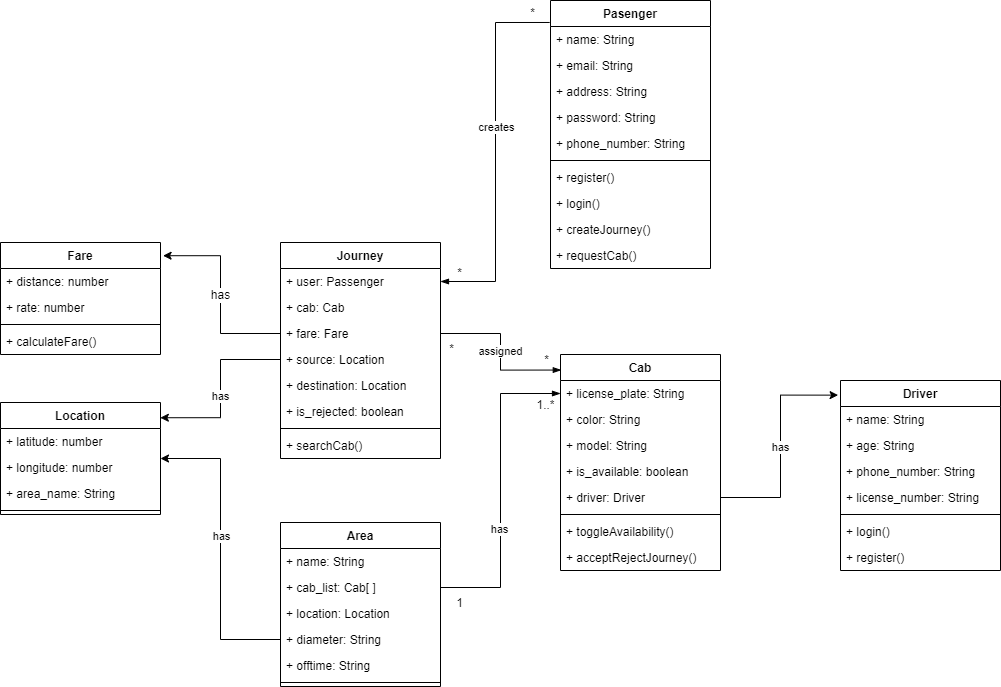 *
Pasenger
+ name: String
+ email: String
+ address: String
+ password: String
+ phone_number: String
+ register()
+ login()
+ createJourney()
+ requestCab()
creates
*
Fare
+ distance: number
+ rate: number
+ calculateFare()
has
Journey
+ user: Passenger
+ cab: Cab
+ fare: Fare
+ source: Location
+ destination: Location
+ is_rejected: boolean
+ searchCab()
*
assigned
*
has
Location
+ latitude: number
+ longitude: number
+ area_name: String
1..*
Cab
+ license_plate: String
+ color: String
+ model: String
+ is_available: boolean
+ driver: Driver
+ toggleAvailability()
+ acceptRejectJourney()
has
Driver
+ name: String
+ age: String
+ phone_number: String
+ license_number: String
+ login()
+ register()
has
Area
+ name: String
+ cab_list: Cab[ ]
+ location: Location
+ diameter: String
+ offtime: String
has
1